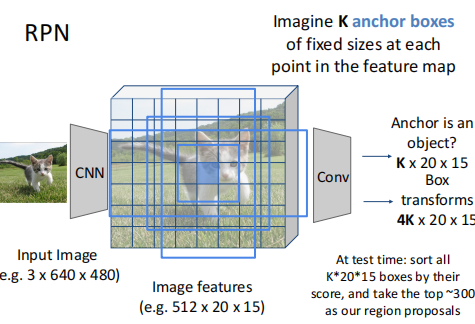 RPN
Imagine K anchor boxes
of fixed sizes at each
point in the feature map
CNN
Conv
Anchor is an
object?
K x 20 x 15
Box
transforms
4K x 20 x 15
Input Image
e.g. 3 x 640 x 480)
Image features
(e.g. 512 x 20 x 15)
At test time: sort all
K*20*15 boxes by their
score, and take the top ~300
as our region proposals